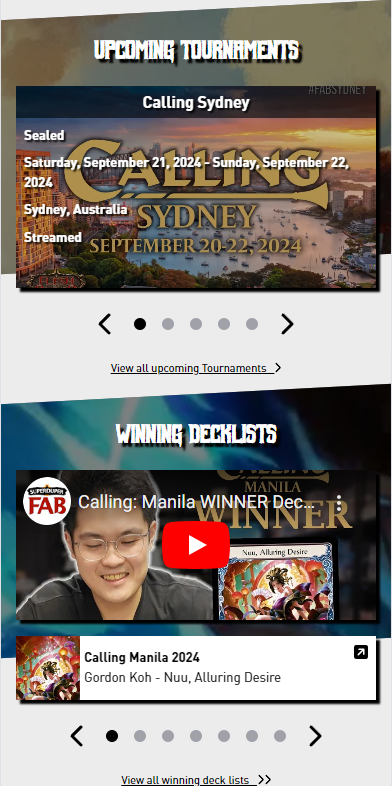 UPCOMING TOURNAMENTS
#FABSYDNEY
Calling Sydney
Sealed
Saturday, September 21, 2024 - Sunday, September 22,
2024
Sydney, Australia
Streamed
CALLING
SYDNEY
SEPTEMBER 20-22, 2024
View all upcoming Tournaments
WINNING DECKLISTS
SUPERDUPER
FAB
Calling: Manila WINNER Dec...
CALLING
MANILA
WINNER
Nuu, Alluring Desire
Calling Manila 2024
Gordon Koh - Nuu, Alluring Desire
View all winning deck lists